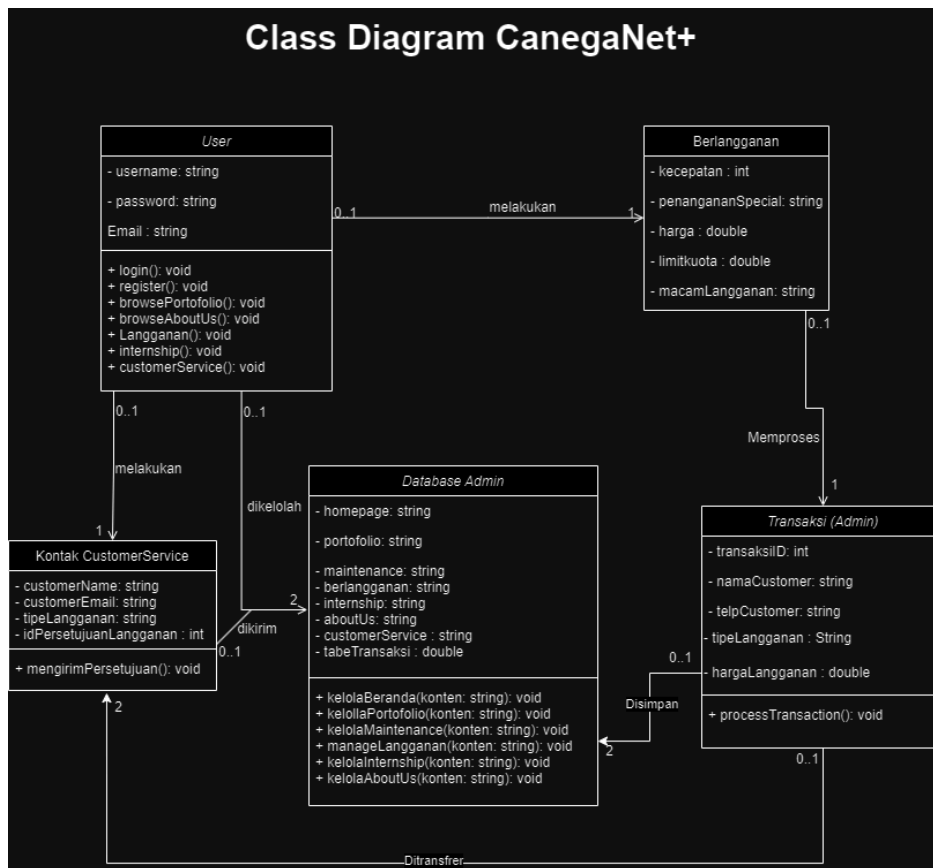 Class Diagram CanegaNet+
User
- username: string
- password: string
Email : string
+ login(): void
+ register(): void
+ browsePortofolio(): void
+ browseAboutUs(): void
+ Langganan(): void
+ internship(): void
+ customerService(): void
0..1
melakukan
1
Berlangganan
- kecepatan : int
- penangananSpecial: string
- harga : double
- limitkuota : double
- macamLangganan: string
0..1
Memproses
1
0..1
melakukan
1
0..1
dikelolah
2
Kontak CustomerService
- customerName: string
- customerEmail: string
- tipeLangganan: string
- idPersetujuanLangganan : int
+ mengirimPersetujuan(): void
0..1
dikirim
2
Database Admin
- homepage: string
- portofolio: string
- maintenance: string
- berlangganan: string
- internship: string
- aboutUs: string
- customerService : string
- tabeTransaksi : double
+ kelolaBeranda(konten: string): void
+ kelollaPortofolio(konten: string): void
+ kelolaMaintenance(konten: string): void
+ manageLangganan(konten: string): void
+ kelolaInternship(konten: string): void
+ kelolaAboutUs(konten: string): void
Transaksi (Admin)
- transaksiID: int
- namaCustomer: string
- telpCustomer: string
- tipeLangganan : String
- hargaLangganan : double
+ processTransaction(): void
0..1
Disimpan
2
0..1
Ditransfrer